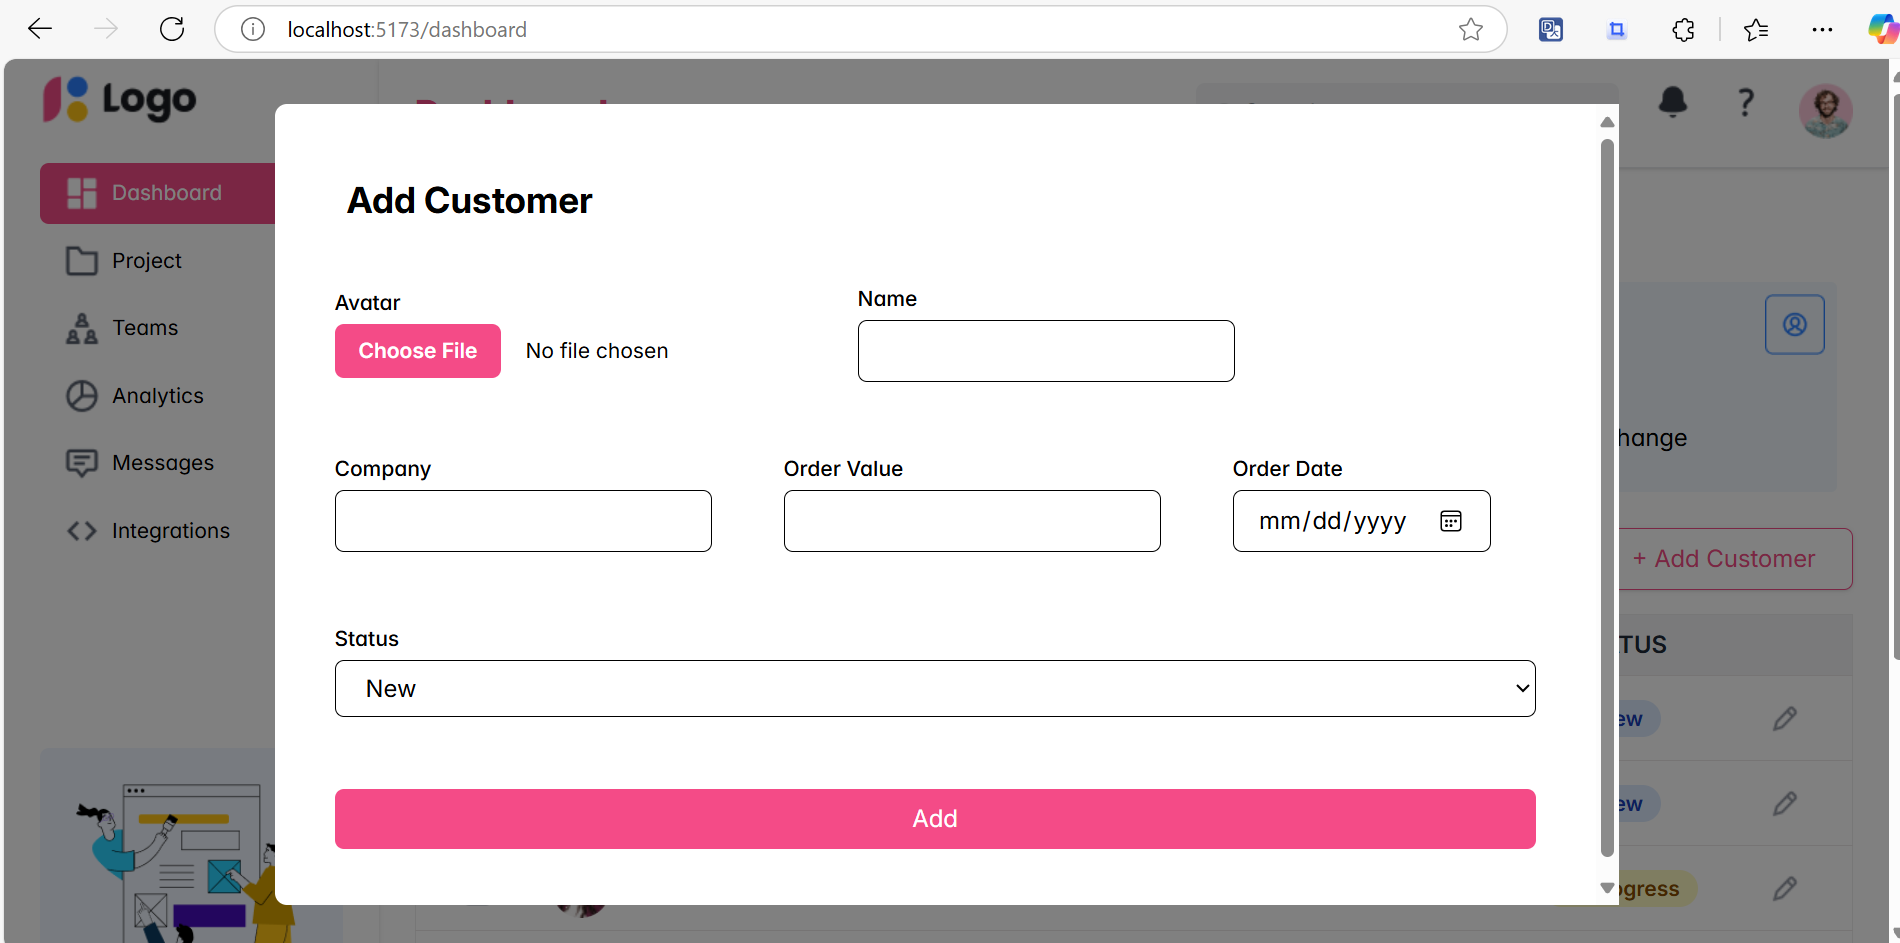 localhost:5173/dashboard
Logo
Dashboard
Project
Teams
Analytics
Messages
Integrations
Add Customer
Avatar
Choose File No file chosen
Name
Company
Order Value
Order Date
mm/dd/yyyy
Status
New
Add
hange
+ Add Customer
TUS
ew
ew
gress